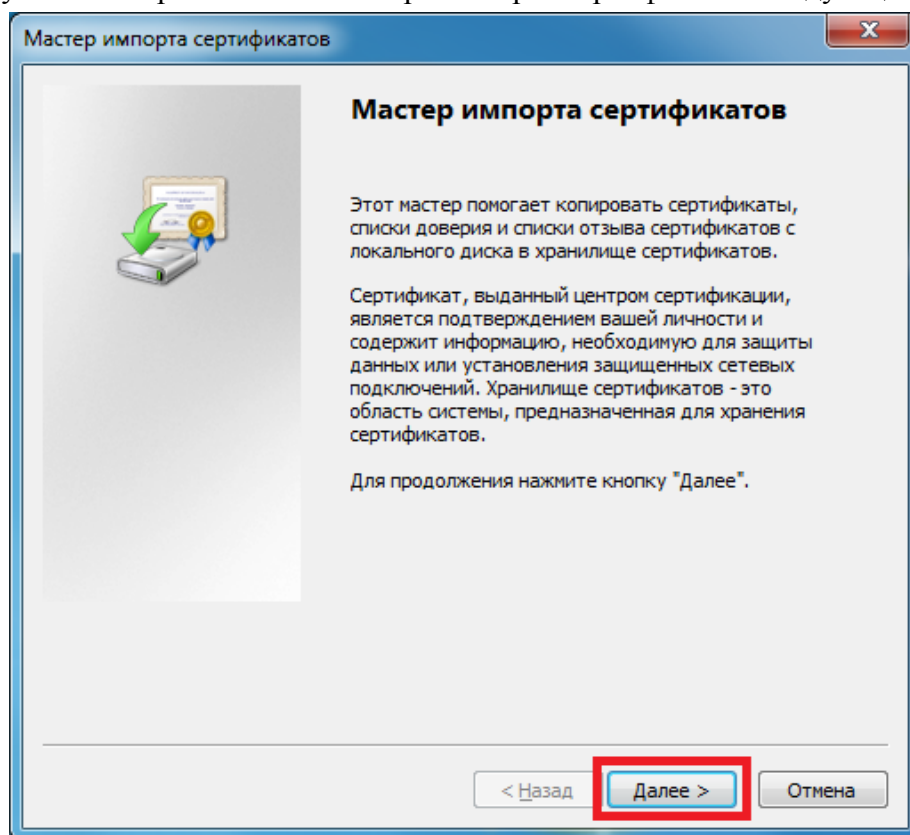 Мастер импорта сертификатов
Мастер импорта сертификатов
Этот мастер помогает копировать сертификаты,
списки доверия и списки отзыва сертификатов с
локального диска в хранилище сертификатов.
Сертификат, выданный центром сертификации,
является подтверждением вашей личности и
содержит информацию, необходимую для защиты
данных или установления защищенных сетевых
подключений. Хранилище сертификатов - это
область системы, предназначенная для хранения
сертификатов.
Для продолжения нажмите кнопку "Далее".
< Назад Далее > Отмена